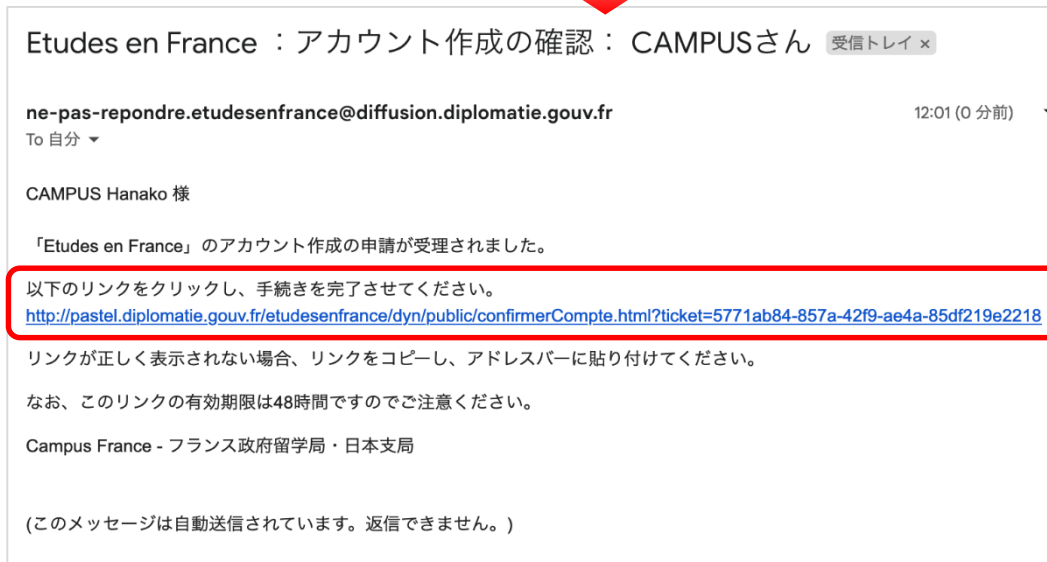 Etudes en France ：アカウント作成の確認： CAMPUSさん 受信トレイ ×
ne-pas-repondre.etudesenfrance@diffusion.diplomatie.gouv.fr 12:01 (0 分前)
To 自分
CAMPUS Hanako 様
「Etudes en France」のアカウント作成の申請が受理されました。
以下のリンクをクリックし、手続きを完了させてください。
http://pastel.diplomatie.gouv.fr/etudesenfrance/dyn/public/confirmerCompte.html?ticket=5771ab84-857a-42f9-ae4a-85df219e2218
リンクが正しく表示されない場合、リンクをコピーし、アドレスバーに貼り付けてください。
なお、このリンクの有効期限は48時間ですのでご注意ください。
Campus France - フランス政府留学局・日本支局
(このメッセージは自動送信されています。返信できません。)